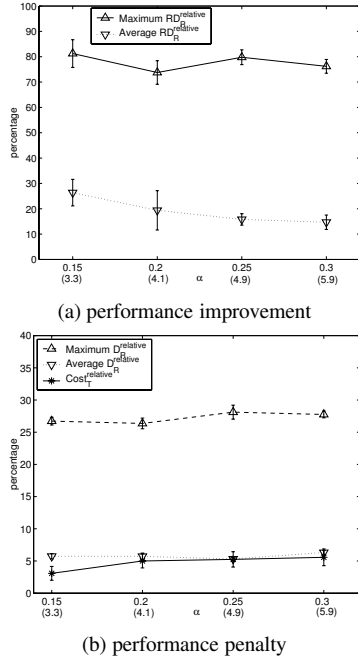 100
90
80
70
60
50
40
30
20
10
0
percentage
Maximum RD_R^relative
Average RD_R^relative
0.15 0.2 0.25 0.3
(3.3) (4.1) α (4.9) (5.9)
(a) performance improvement
40
35
30
25
20
15
10
5
0
percentage
Maximum D_R^relative
Average D_R^relative
Cost_T^relative
0.15 0.2 0.25 0.3
(3.3) (4.1) α (4.9) (5.9)
(b) performance penalty